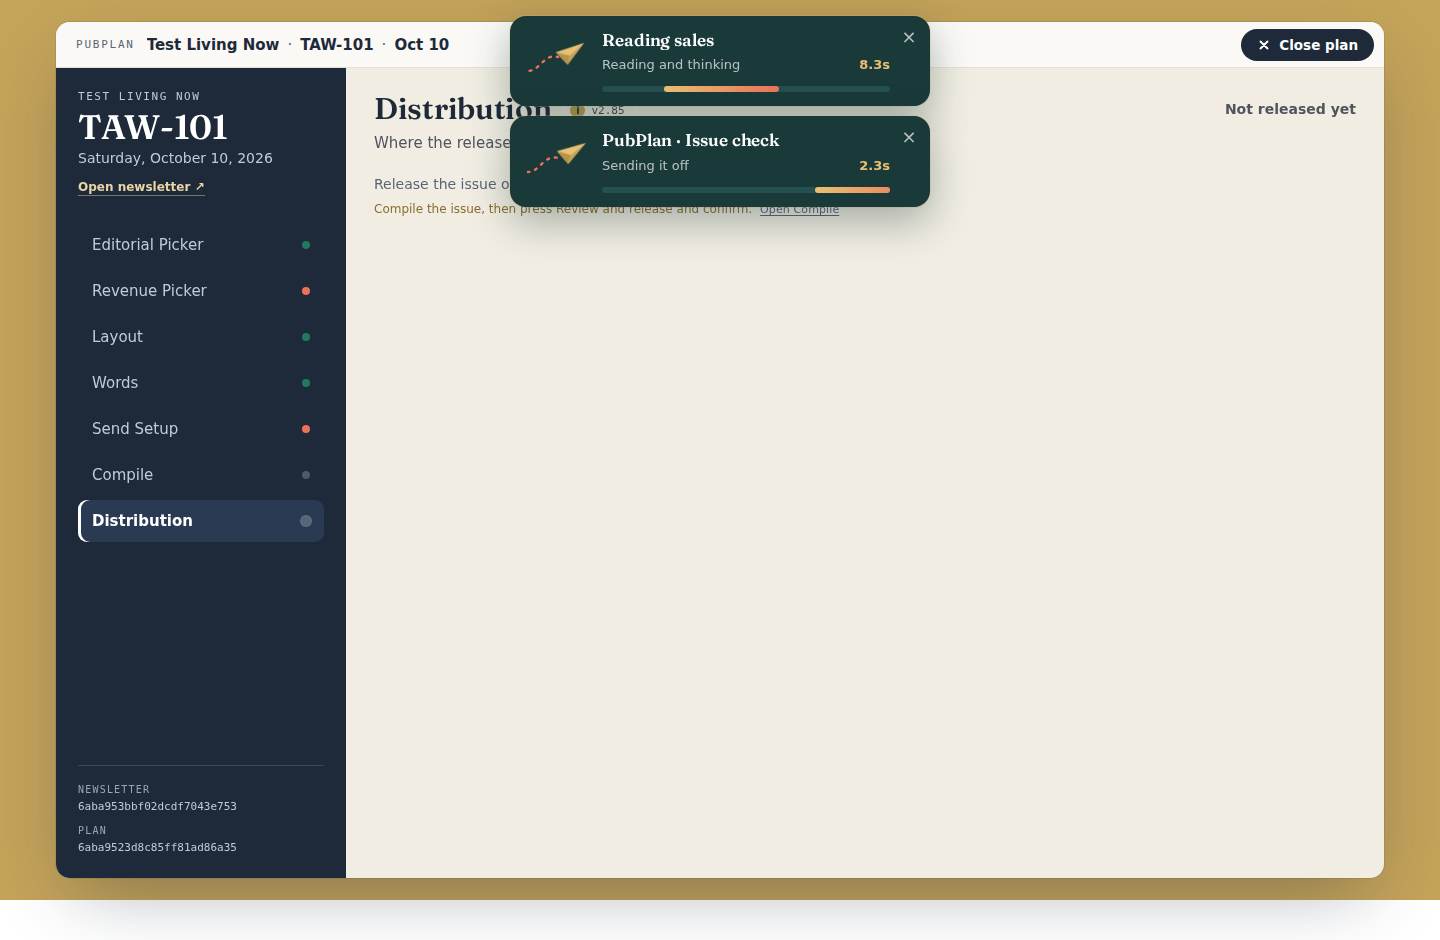 PUBPLAN Test Living Now · TAW-101 · Oct 10
Reading sales
Reading and thinking 8.3s
Close plan
TEST LIVING NOW
TAW-101
Saturday, October 10, 2026
Open newsletter ↗
Editorial Picker
Revenue Picker
Layout
Words
Send Setup
Compile
Distribution
NEWSLETTER
6aba953bbf02dcdf7043e753
PLAN
6aba9523d8c85ff81ad86a35
Distribution v2.85
Not released yet
Where the release
PubPlan · Issue check
Sending it off 2.3s
Release the issue
Compile the issue, then press Review and release and confirm. Open Compile